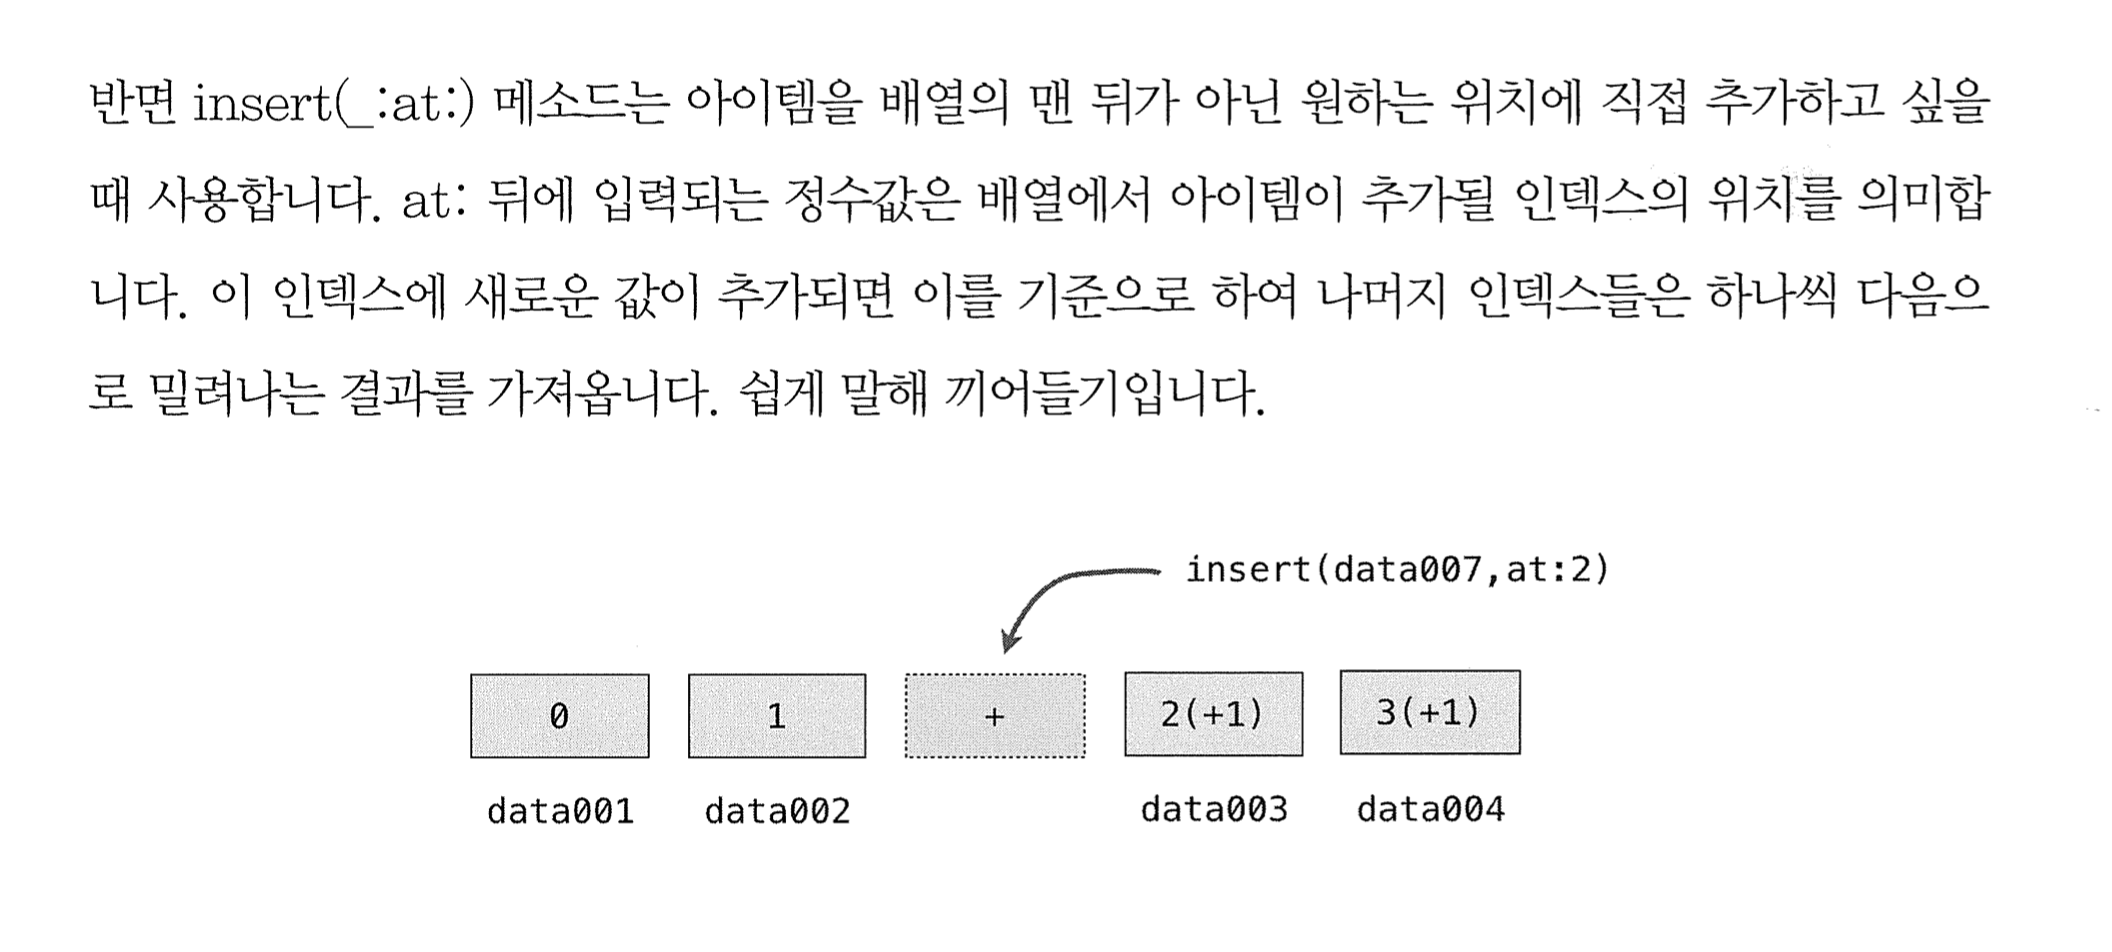 반면 insert(_:at:) 메소드는 아이템을 배열의 맨 뒤가 아닌 원하는 위치에 직접 추가하고 싶을
때 사용합니다. at: 뒤에 입력되는 정수값은 배열에서 아이템이 추가될 인덱스의 위치를 의미합
니다. 이 인덱스에 새로운 값이 추가되면 이를 기준으로 하여 나머지 인덱스들은 하나씩 다음으
로 밀려나는 결과를 가져옵니다. 쉽게 말해 끼어들기입니다.
insert(data007,at:2)
0 1 + 2(+1) 3(+1)
data001 data002 data003 data004